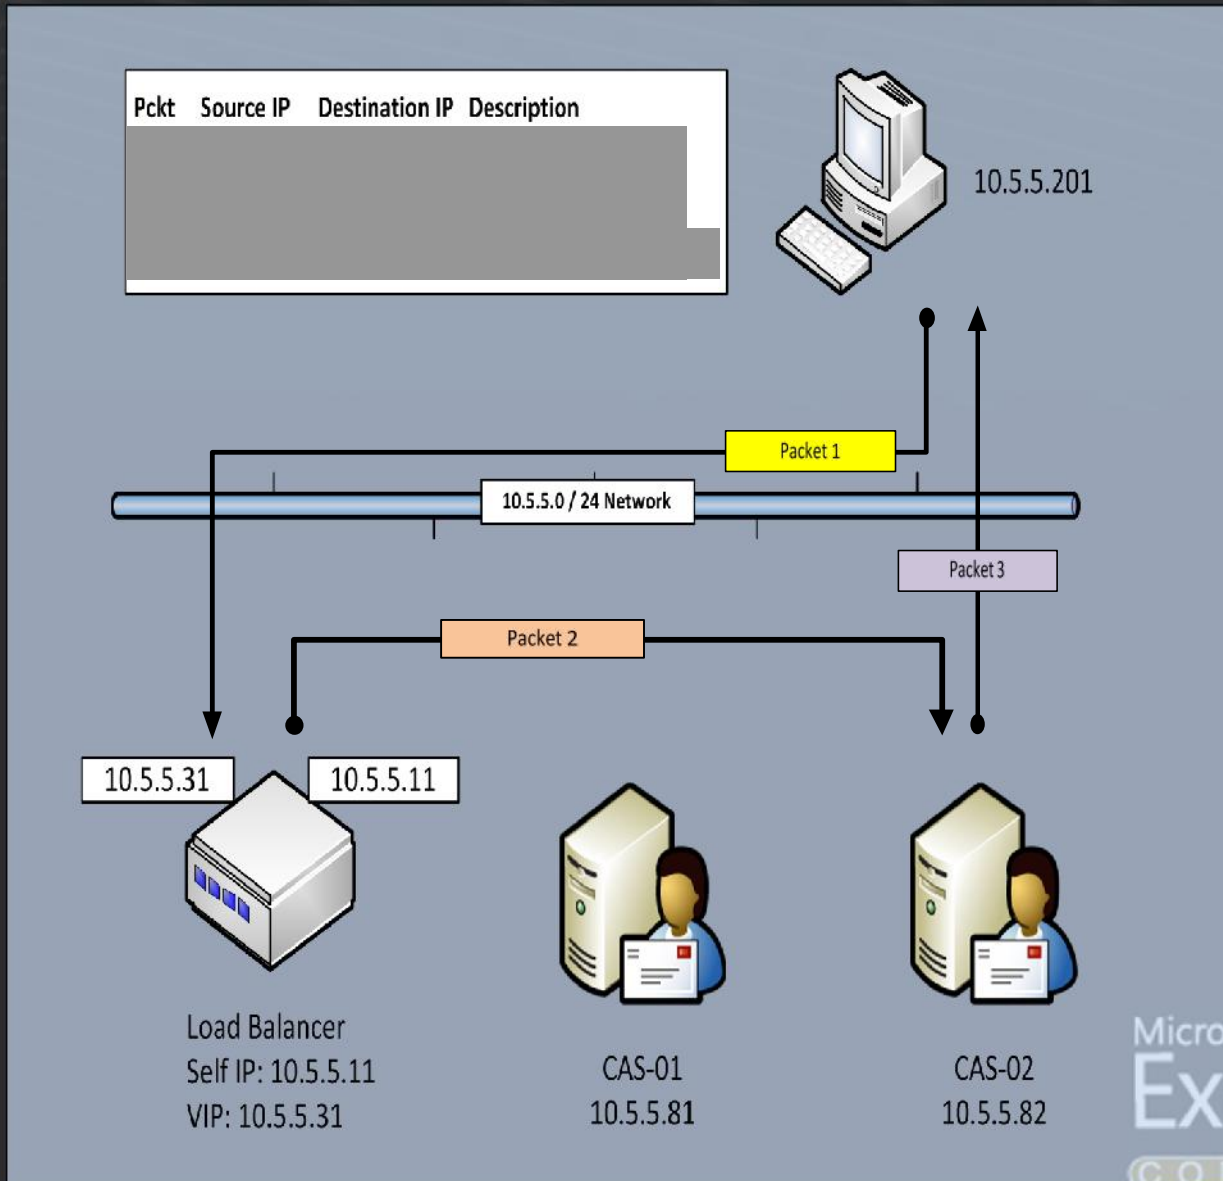 Pckt Source IP Destination IP Description
10.5.5.201
Packet 1
10.5.5.0 / 24 Network
Packet 3
Packet 2
10.5.5.31
10.5.5.11
Load Balancer
Self IP: 10.5.5.11
VIP: 10.5.5.31
CAS-01
10.5.5.81
CAS-02
10.5.5.82
Micro
Ex